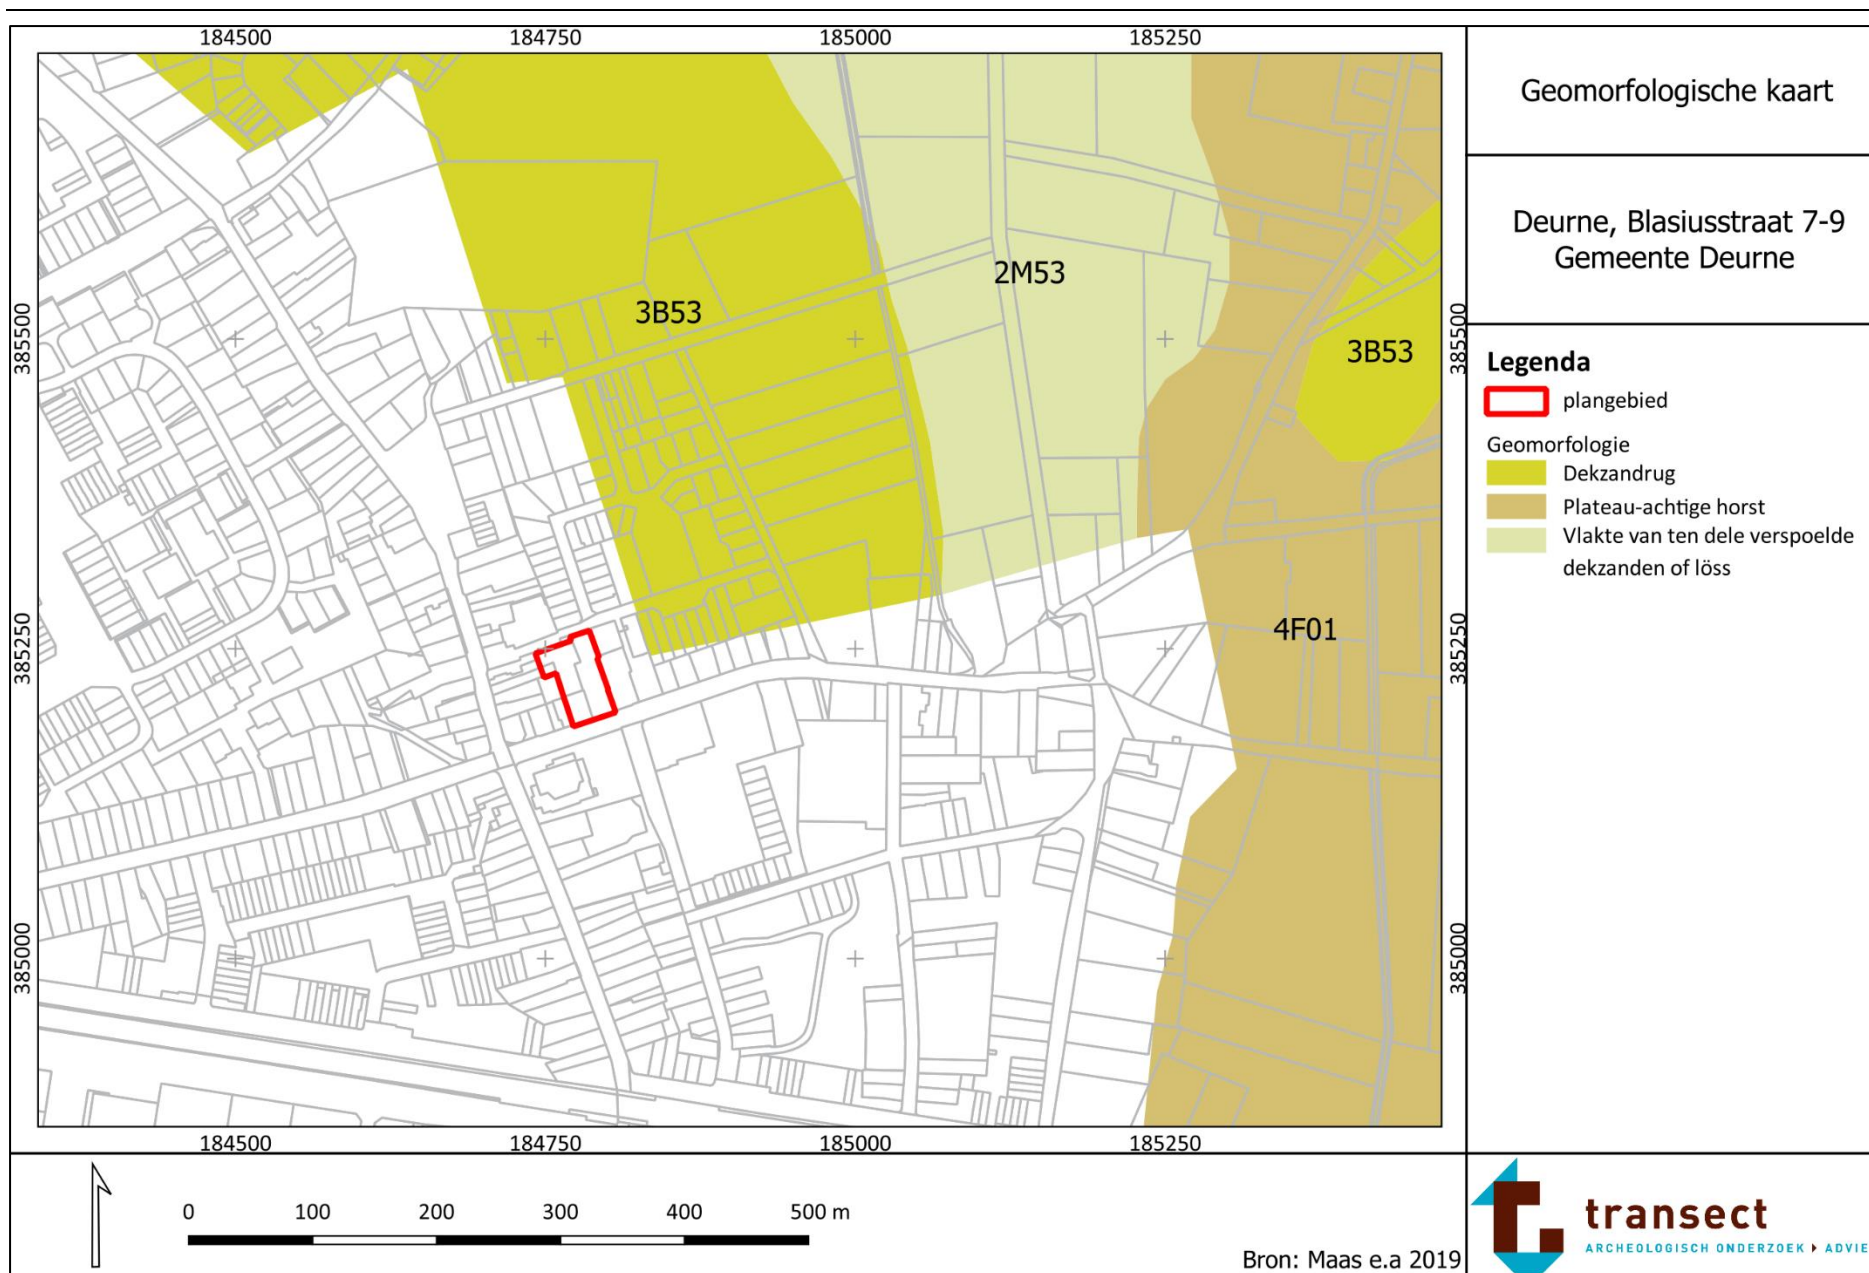 184500 184750 185000 185250
385500 385500
385250 385250
385000 385000
3B53
2M53
3B53
4F01
184500 184750 185000 185250
0 100 200 300 400 500 m
Bron: Maas e.a 2019
Geomorfologische kaart
Deurne, Blasiusstraat 7-9
Gemeente Deurne
Legenda
plangebied
Geomorfologie
Dekzandrug
Plateau-achtige horst
Vlakte van ten dele verspoelde
dekzanden of löss
transect
ARCHEOLOGISCH ONDERZOEK ADVIE